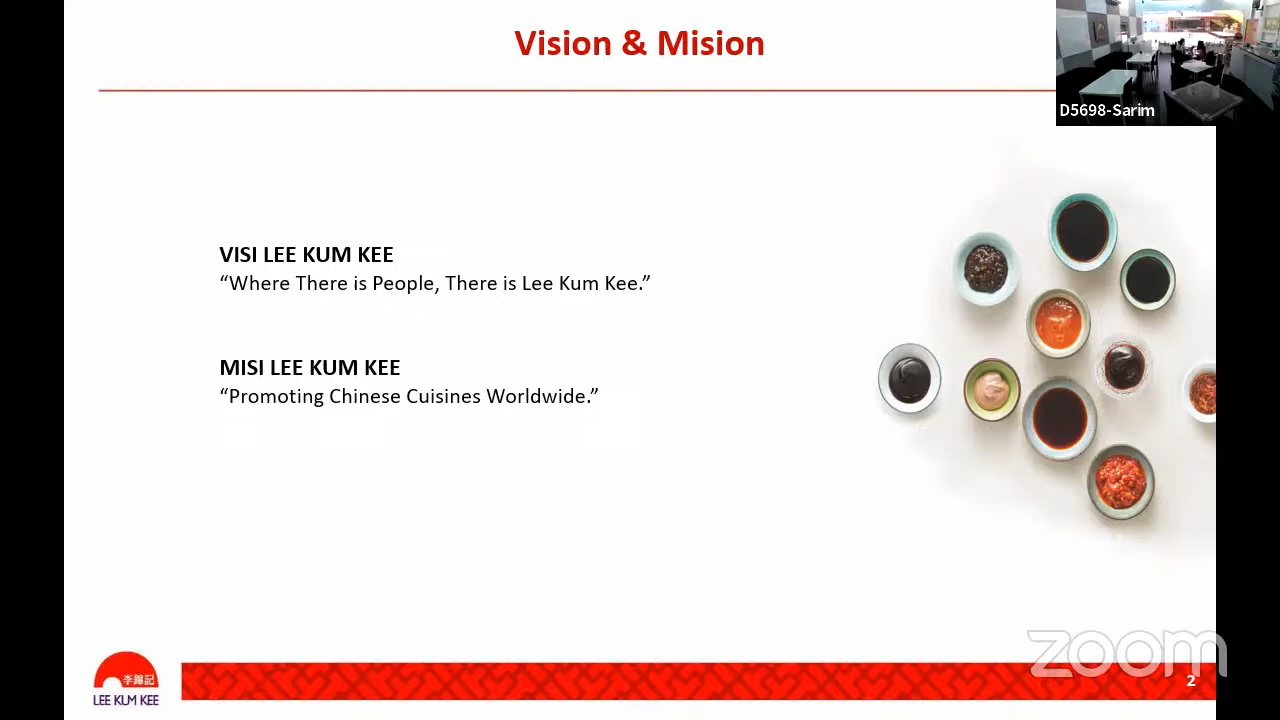 Vision & Mision
D5698-Sarim
VISI LEE KUM KEE
“Where There is People, There is Lee Kum Kee.”
MISI LEE KUM KEE
“Promoting Chinese Cuisines Worldwide.”
zoom
李錦記
LEE KUM KEE
2